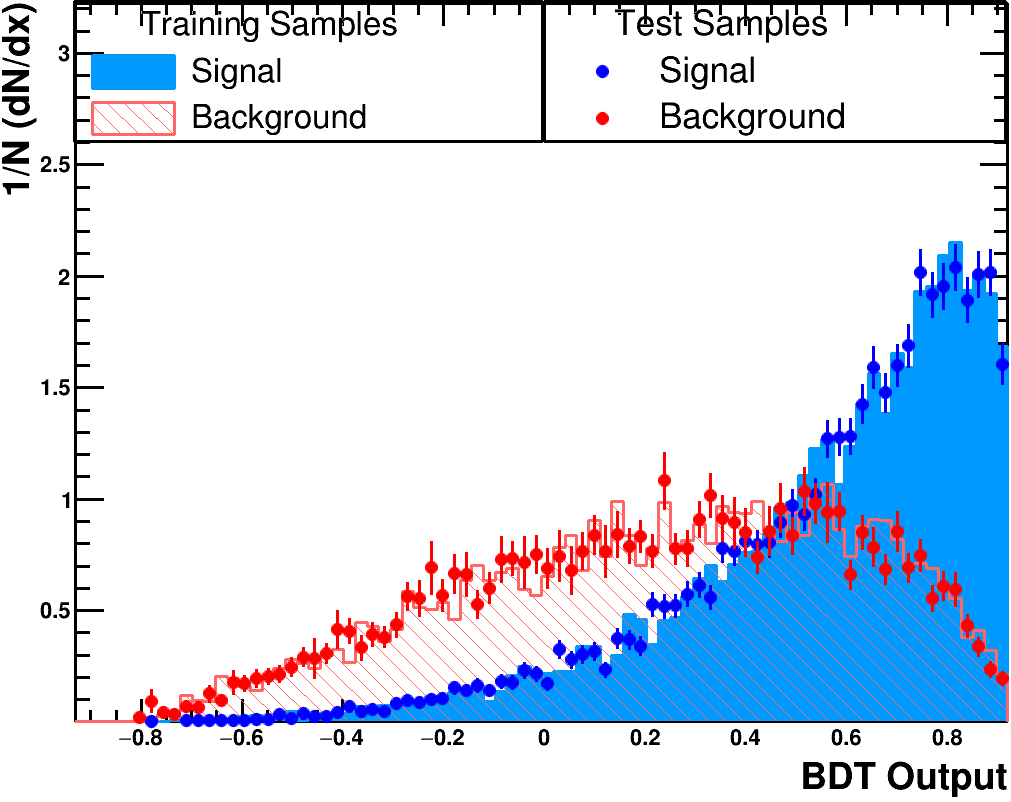 1/N (dN/dx)
Training Samples
Signal
Background
Test Samples
Signal
Background
3
2.5
2
1.5
1
0.5
−0.8 −0.6 −0.4 −0.2 0 0.2 0.4 0.6 0.8
BDT Output